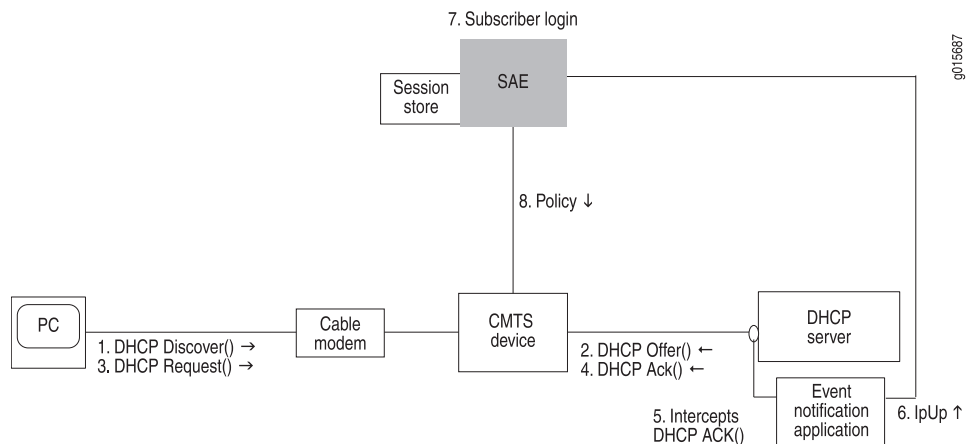 7. Subscriber login
g015687
Session
store
SAE
8. Policy ↓
PC
Cable
modem
CMTS
device
DHCP
server
1. DHCP Discover() →
3. DHCP Request() →
2. DHCP Offer() ←
4. DHCP Ack() ←
5. Intercepts
DHCP ACK()
Event
notification
application
6. IpUp ↑